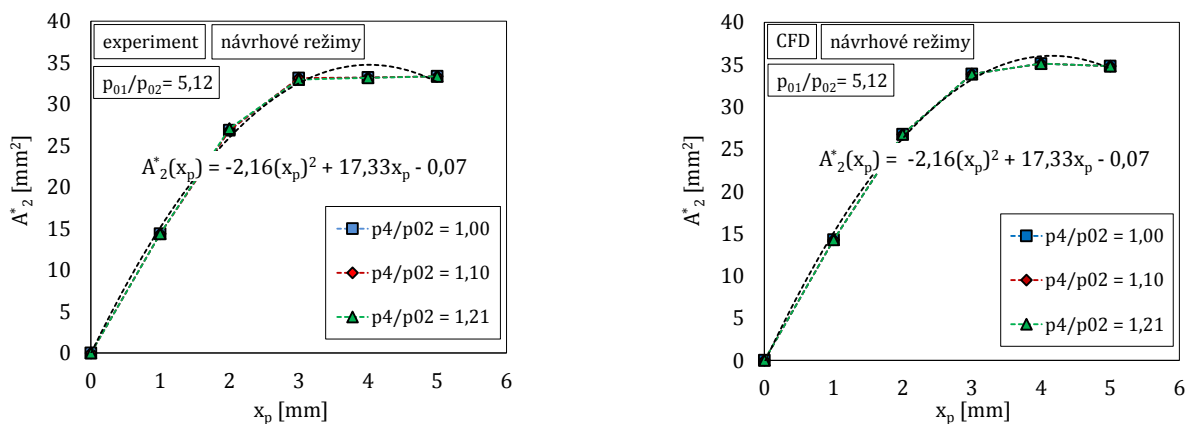 experiment
návrhové režimy
p01/p02= 5,12
A*2(xp) = -2,16(xp)2 + 17,33xp - 0,07
p4/p02 = 1,00
p4/p02 = 1,10
p4/p02 = 1,21
A*2 [mm2]
40
35
30
25
20
15
10
5
0
0 1 2 3 4 5 6
xp [mm]
CFD
návrhové režimy
p01/p02= 5,12
A*2(xp) = -2,16(xp)2 + 17,33xp - 0,07
p4/p02 = 1,00
p4/p02 = 1,10
p4/p02 = 1,21
A*2 [mm2]
40
35
30
25
20
15
10
5
0
0 1 2 3 4 5 6
xp [mm]